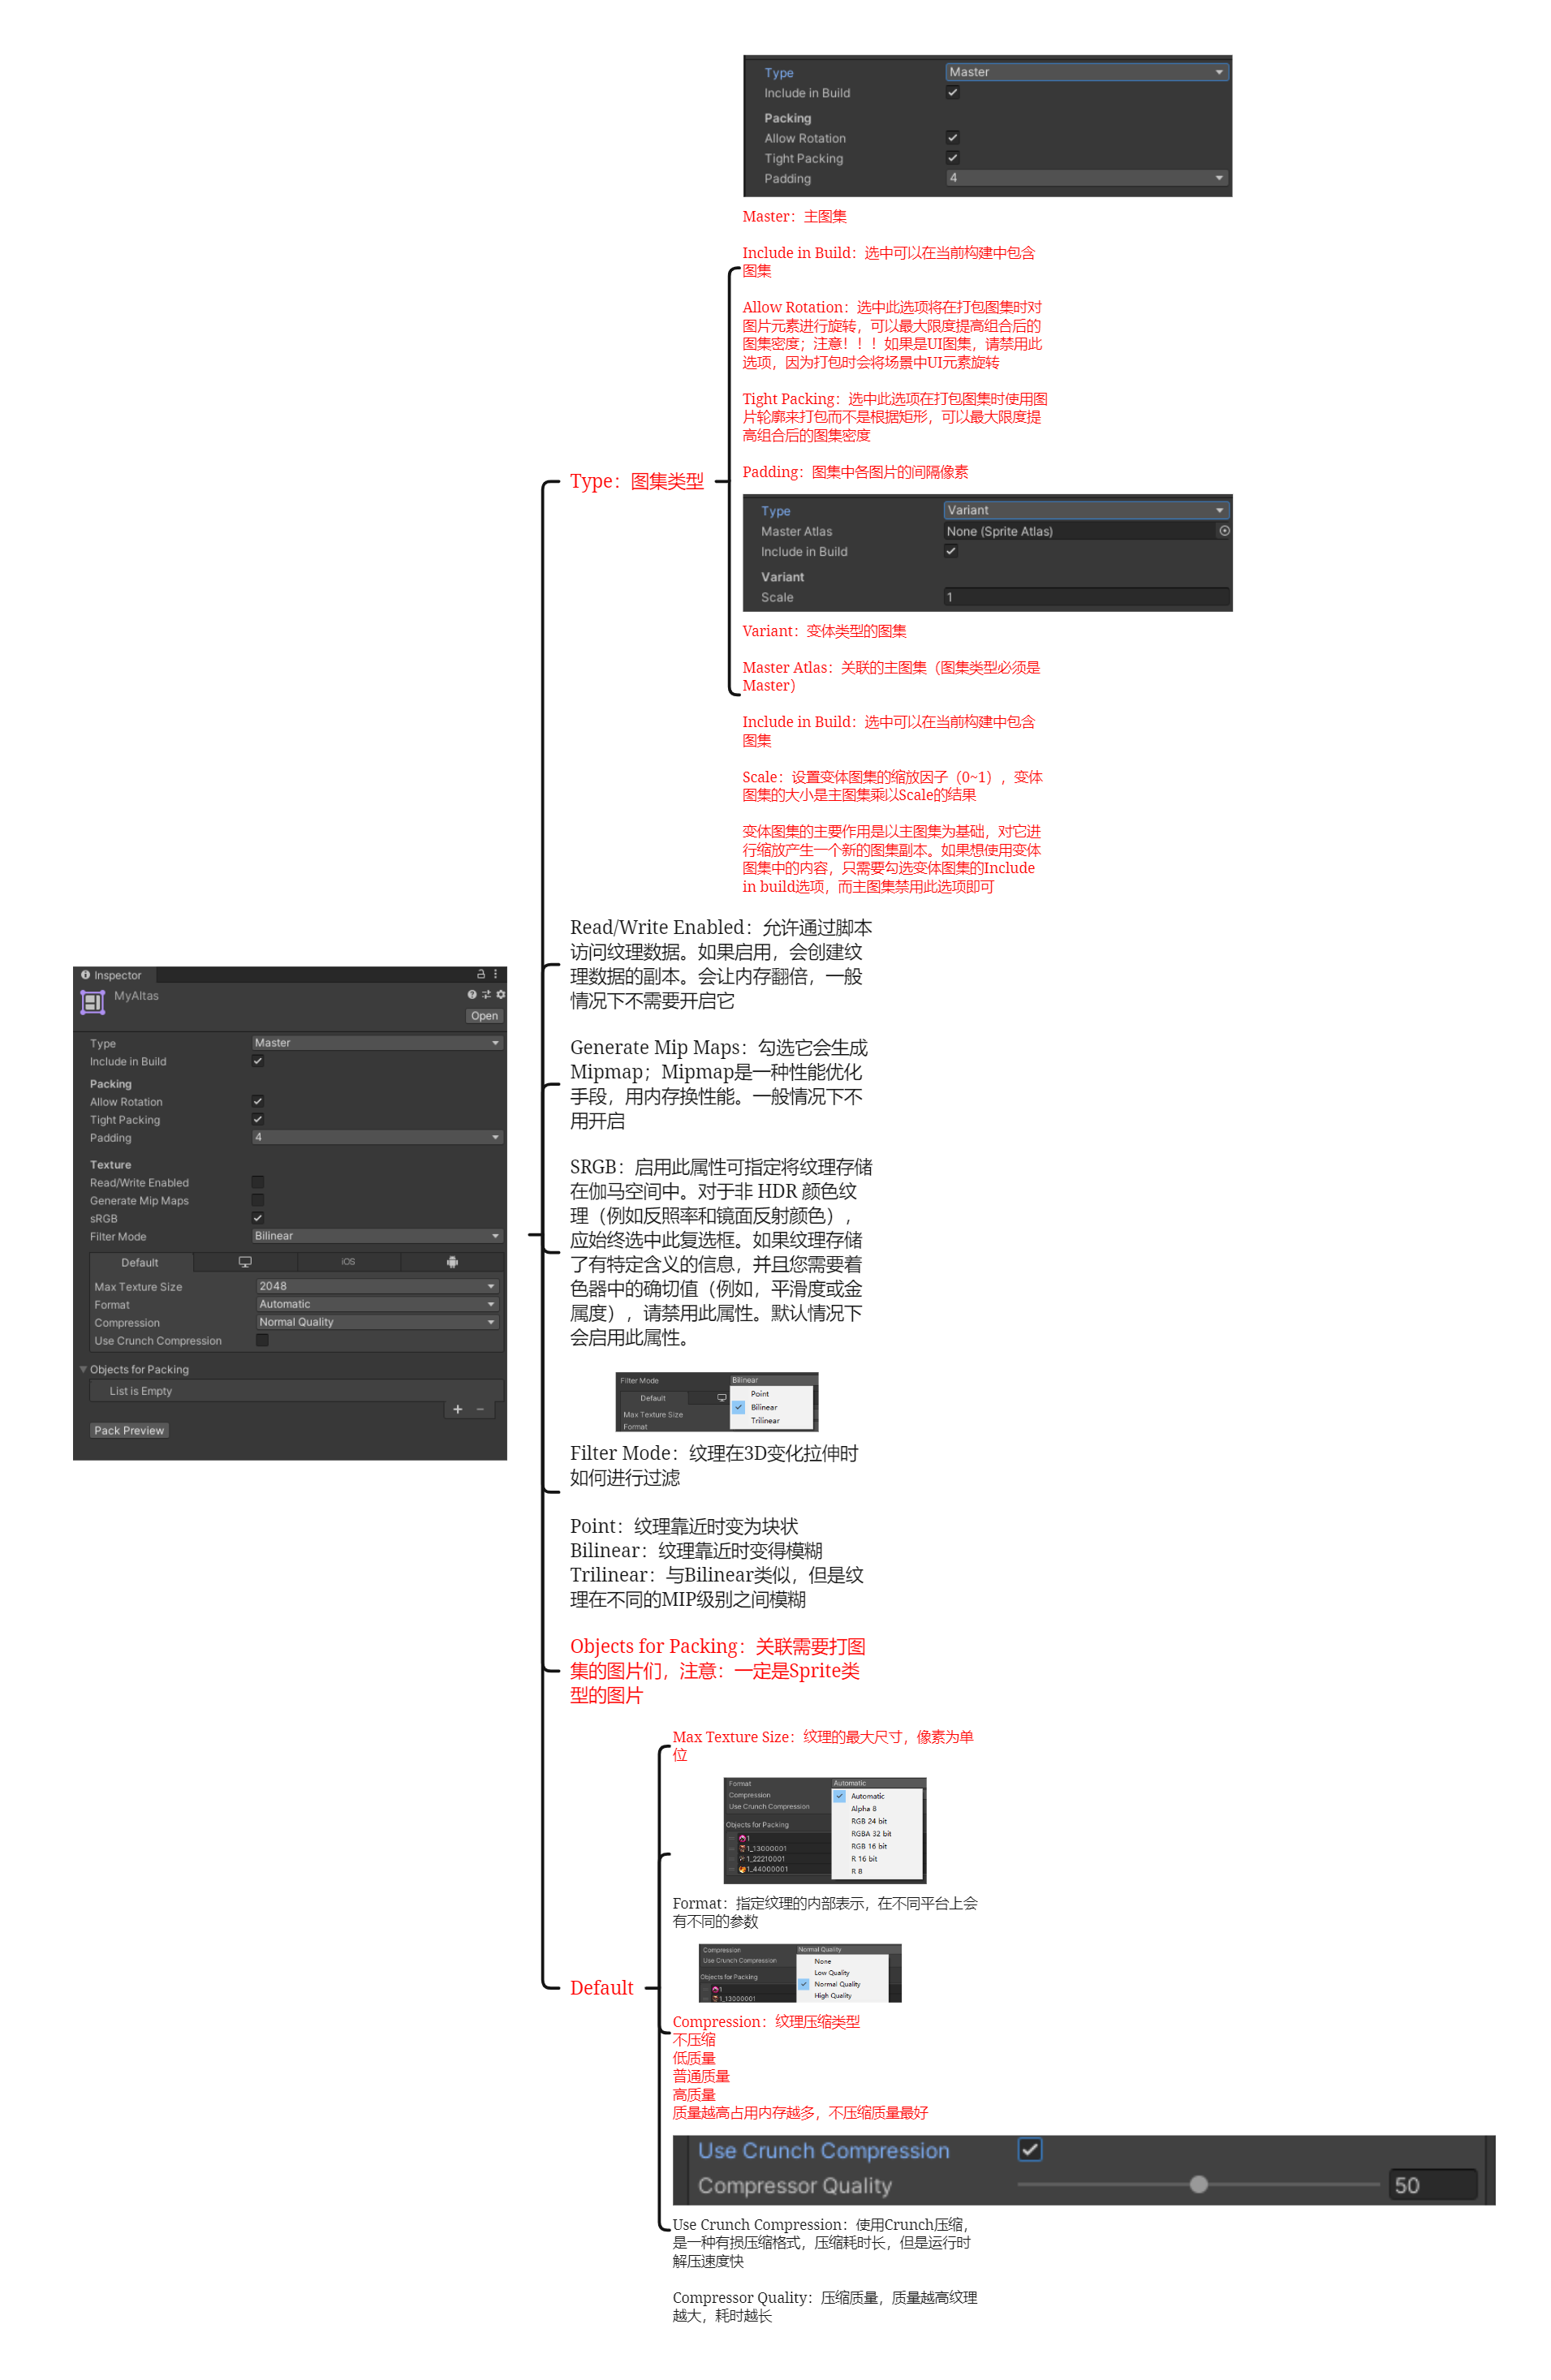 Type Master
Include in Build
Packing
Allow Rotation
Tight Packing
Padding 4
Master：主图集
Include in Build：选中可以在当前构建中包含
图集
Allow Rotation：选中此选项将在打包图集时对
图片元素进行旋转，可以最大限度提高组合后的
图集密度；注意！！！如果是UI图集，请禁用此
选项，因为打包时会将场景中UI元素旋转
Tight Packing：选中此选项在打包图集时使用图
片轮廓来打包而不是根据矩形，可以最大限度提
高组合后的图集密度
Padding：图集中各图片的间隔像素
Type：图集类型
Type Variant
Master Atlas None (Sprite Atlas)
Include in Build
Variant
Scale 1
Variant：变体类型的图集
Master Atlas：关联的主图集（图集类型必须是
Master）
Include in Build：选中可以在当前构建中包含
图集
Scale：设置变体图集的缩放因子（0~1），变体
图集的大小是主图集乘以Scale的结果
变体图集的主要作用是以主图集为基础，对它进
行缩放产生一个新的图集副本。如果想使用变体
图集中的内容，只需要勾选变体图集的Include
in build选项，而主图集禁用此选项即可
Inspector
MyAltas
Open
Type Master
Include in Build
Packing
Allow Rotation
Tight Packing
Padding 4
Texture
Read/Write Enabled
Generate Mip Maps
sRGB
Filter Mode Bilinear
Default iOS
Max Texture Size 2048
Format Automatic
Compression Normal Quality
Use Crunch Compression
Objects for Packing
List is Empty
+ −
Pack Preview
Read/Write Enabled：允许通过脚本
访问纹理数据。如果启用，会创建纹
理数据的副本。会让内存翻倍，一般
情况下不需要开启它
Generate Mip Maps：勾选它会生成
Mipmap；Mipmap是一种性能优化
手段，用内存换性能。一般情况下不
用开启
SRGB：启用此属性可指定将纹理存储
在伽马空间中。对于非 HDR 颜色纹
理（例如反照率和镜面反射颜色），
应始终选中此复选框。如果纹理存储
了有特定含义的信息，并且您需要着
色器中的确切值（例如，平滑度或金
属度），请禁用此属性。默认情况下
会启用此属性。
Filter Mode Bilinear
Default Point
Bilinear
Max Texture Size
Trilinear
Format
Filter Mode：纹理在3D变化拉伸时
如何进行过滤
Point：纹理靠近时变为块状
Bilinear：纹理靠近时变得模糊
Trilinear：与Bilinear类似，但是纹
理在不同的MIP级别之间模糊
Objects for Packing：关联需要打图
集的图片们，注意：一定是Sprite类
型的图片
Default
Max Texture Size：纹理的最大尺寸，像素为单
位
Format Automatic
Compression Automatic
Use Crunch Compression Alpha 8
Objects for Packing RGB 24 bit
1 RGBA 32 bit
1_13000001 RGB 16 bit
1_22210001 R 16 bit
1_44000001 R 8
Format：指定纹理的内部表示，在不同平台上会
有不同的参数
Compression Normal Quality
Use Crunch Compression None
Low Quality
Objects for Packing Normal Quality
1 High Quality
1_13000001
Compression：纹理压缩类型
不压缩
低质量
普通质量
高质量
质量越高占用内存越多，不压缩质量最好
Use Crunch Compression
Compressor Quality 50
Use Crunch Compression：使用Crunch压缩，
是一种有损压缩格式，压缩耗时长，但是运行时
解压速度快
Compressor Quality：压缩质量，质量越高纹理
越大，耗时越长